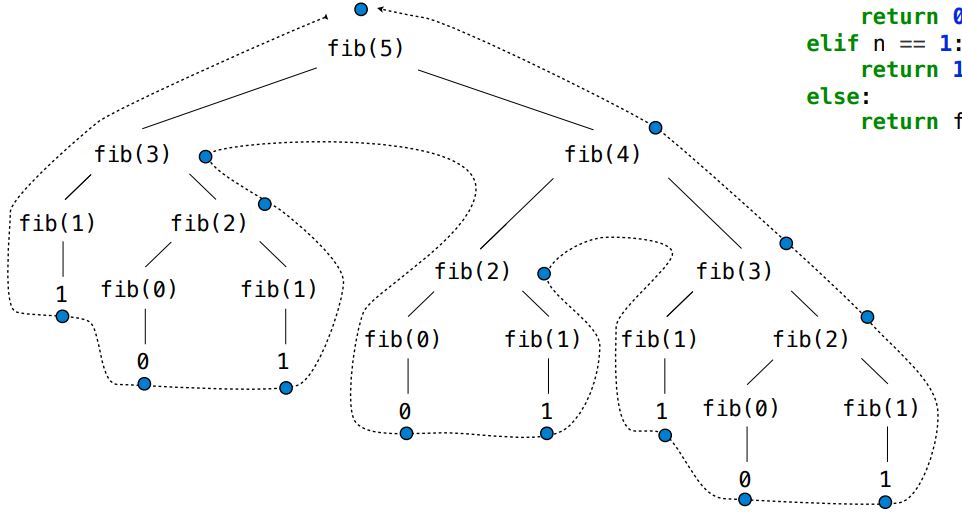 return 0
elif n == 1:
return 1
else:
return f
fib(5)
fib(3)
fib(4)
fib(1)
fib(2)
fib(2)
fib(3)
1
fib(0)
fib(1)
fib(0)
fib(1)
fib(1)
fib(2)
0
1
0
1
1
fib(0)
fib(1)
0
1